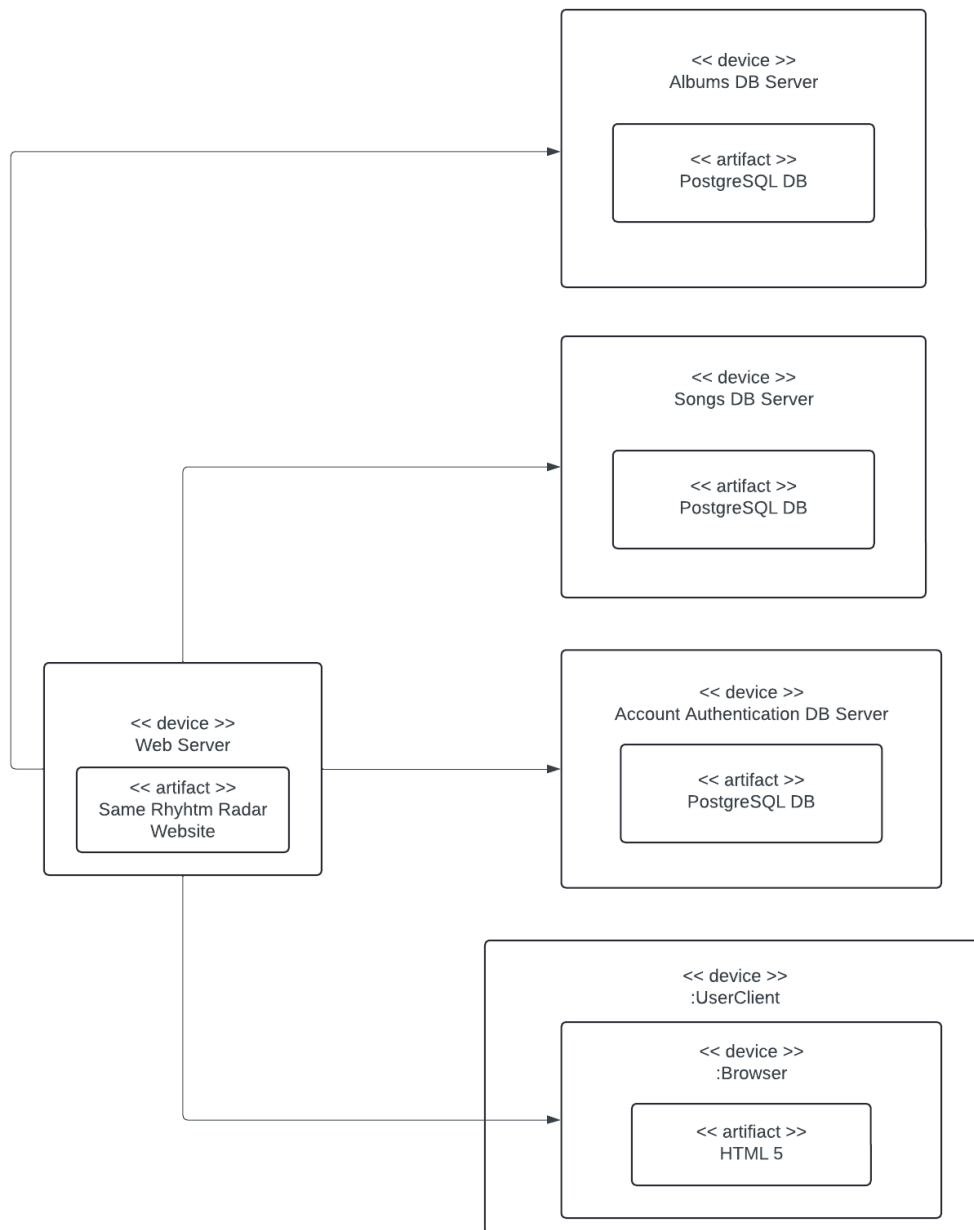 << device >>
Albums DB Server
<< artifact >>
PostgreSQL DB
<< device >>
Songs DB Server
<< artifact >>
PostgreSQL DB
<< device >>
Web Server
<< artifact >>
Same Rhyhtm Radar
Website
<< device >>
Account Authentication DB Server
<< artifact >>
PostgreSQL DB
<< device >>
:UserClient
<< device >>
:Browser
<< artifiact >>
HTML 5